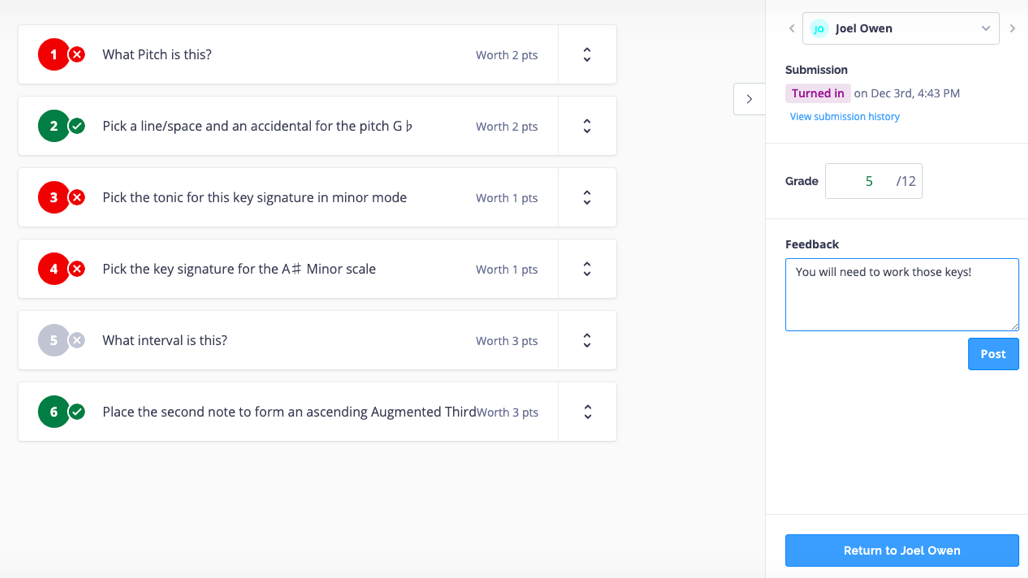 1 What Pitch is this? Worth 2 pts
2 Pick a line/space and an accidental for the pitch G♭ Worth 2 pts
3 Pick the tonic for this key signature in minor mode Worth 1 pts
4 Pick the key signature for the A♯ Minor scale Worth 1 pts
5 What interval is this? Worth 3 pts
6 Place the second note to form an ascending Augmented Third Worth 3 pts
JO Joel Owen
Submission
Turned in on Dec 3rd, 4:43 PM
View submission history
Grade 5 /12
Feedback
You will need to work those keys!
Post
Return to Joel Owen